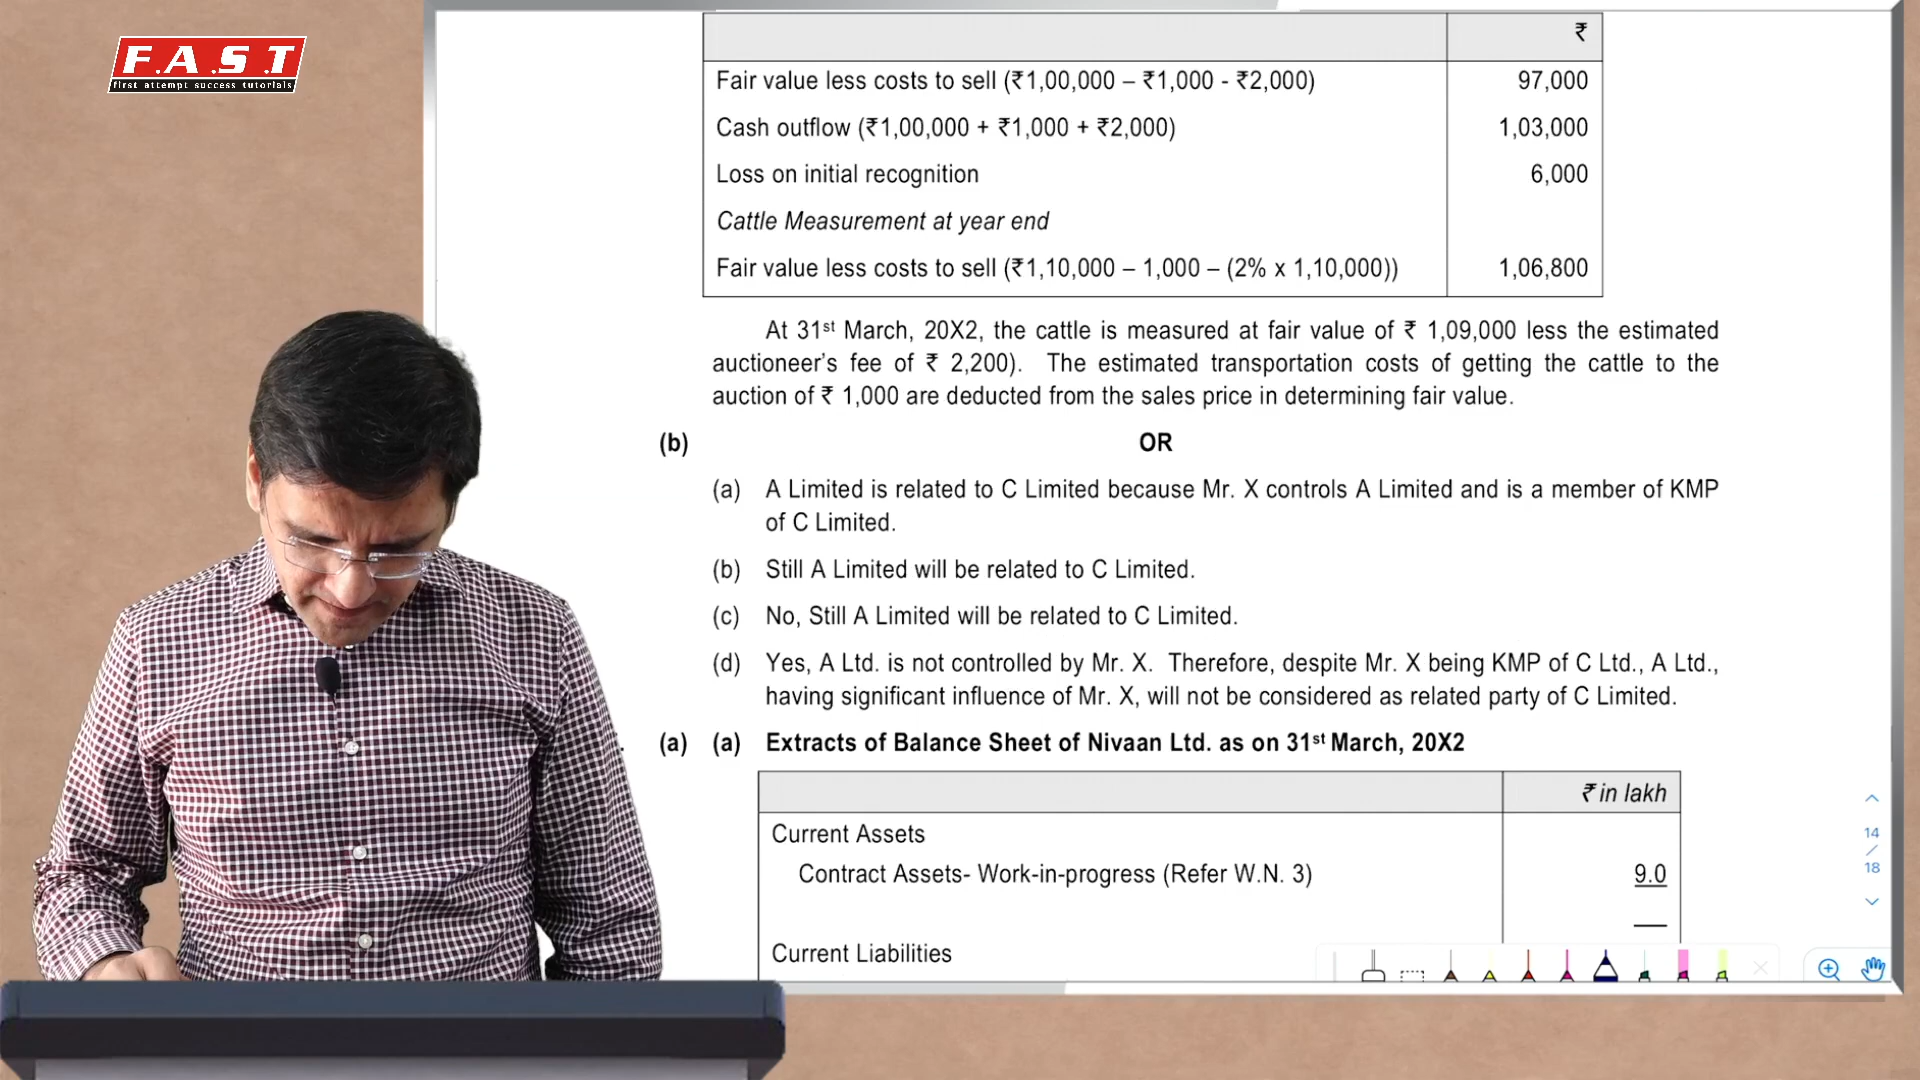 F.A.S.T
first attempt success tutorials
₹
Fair value less costs to sell (₹1,00,000 – ₹1,000 - ₹2,000) 97,000
Cash outflow (₹1,00,000 + ₹1,000 + ₹2,000) 1,03,000
Loss on initial recognition 6,000
Cattle Measurement at year end
Fair value less costs to sell (₹1,10,000 – 1,000 – (2% x 1,10,000)) 1,06,800
At 31st March, 20X2, the cattle is measured at fair value of ₹ 1,09,000 less the estimated
auctioneer's fee of ₹ 2,200). The estimated transportation costs of getting the cattle to the
auction of ₹ 1,000 are deducted from the sales price in determining fair value.
(b) OR
(a) A Limited is related to C Limited because Mr. X controls A Limited and is a member of KMP
of C Limited.
(b) Still A Limited will be related to C Limited.
(c) No, Still A Limited will be related to C Limited.
(d) Yes, A Ltd. is not controlled by Mr. X. Therefore, despite Mr. X being KMP of C Ltd., A Ltd.,
having significant influence of Mr. X, will not be considered as related party of C Limited.
(a) (a) Extracts of Balance Sheet of Nivaan Ltd. as on 31st March, 20X2
₹ in lakh
Current Assets
Contract Assets- Work-in-progress (Refer W.N. 3) 9.0
Current Liabilities
14
/
18